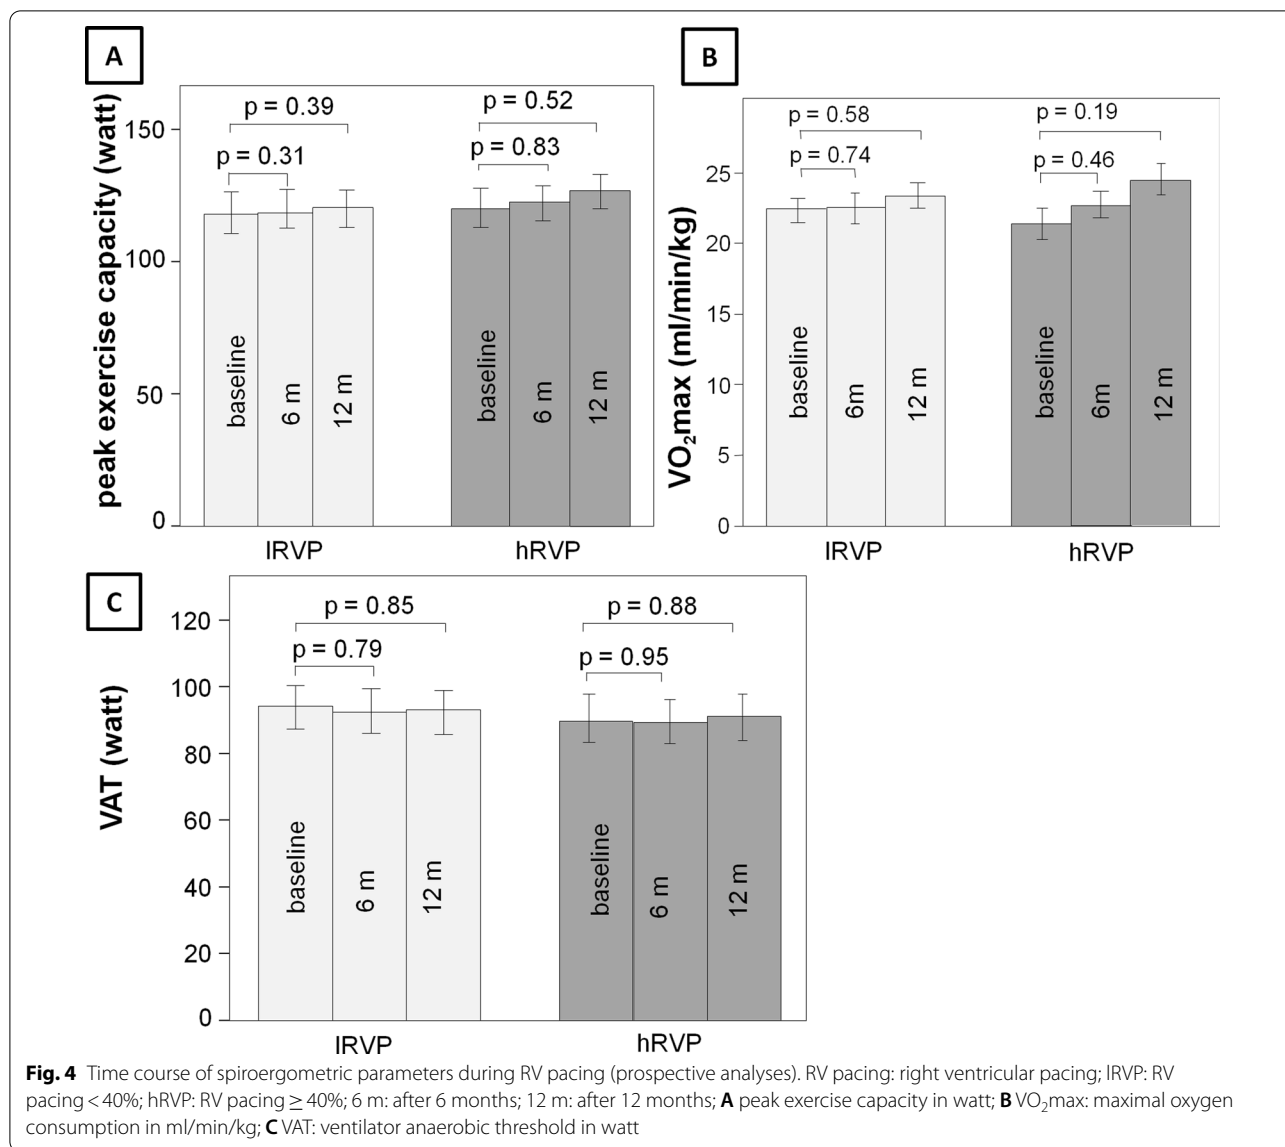 A
peak exercise capacity (watt)
150
100
50
0
p = 0.39
p = 0.31
p = 0.52
p = 0.83
baseline
6 m
12 m
baseline
6 m
12 m
lRVP
hRVP
B
VO₂max (ml/min/kg)
25
20
15
10
5
0
p = 0.58
p = 0.74
p = 0.19
p = 0.46
baseline
6m
12 m
baseline
6m
12 m
lRVP
hRVP
C
VAT (watt)
120
100
80
60
40
20
0
p = 0.85
p = 0.79
p = 0.88
p = 0.95
baseline
6 m
12 m
baseline
6 m
12 m
lRVP
hRVP
Fig. 4 Time course of spiroergometric parameters during RV pacing (prospective analyses). RV pacing: right ventricular pacing; lRVP: RV
pacing < 40%; hRVP: RV pacing ≥ 40%; 6 m: after 6 months; 12 m: after 12 months; A peak exercise capacity in watt; B VO₂max: maximal oxygen
consumption in ml/min/kg; C VAT: ventilator anaerobic threshold in watt